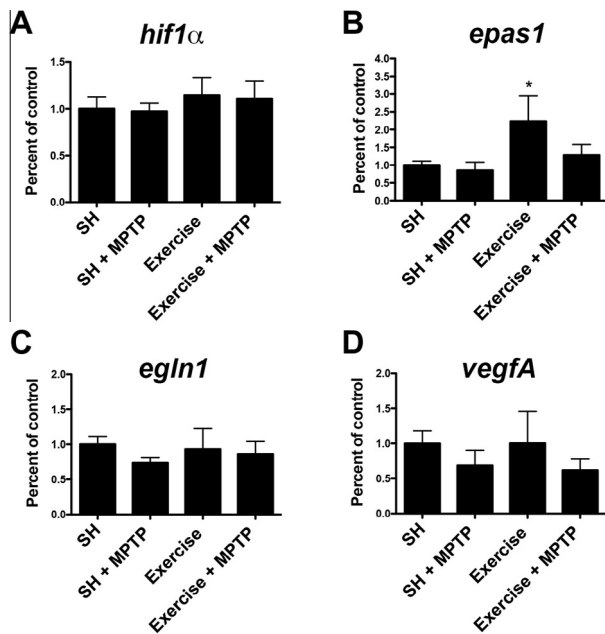 A
hif1α
Percent of control
1.5
1.0
0.5
0.0
SH
SH + MPTP
Exercise
Exercise + MPTP
B
epas1
Percent of control
4.0
3.5
3.0
2.5
2.0
1.5
1.0
0.5
0.0
*
SH
SH + MPTP
Exercise
Exercise + MPTP
C
egln1
Percent of control
2.0
1.5
1.0
0.5
0.0
SH
SH + MPTP
Exercise
Exercise + MPTP
D
vegfA
Percent of control
2.0
1.5
1.0
0.5
0.0
SH
SH + MPTP
Exercise
Exercise + MPTP